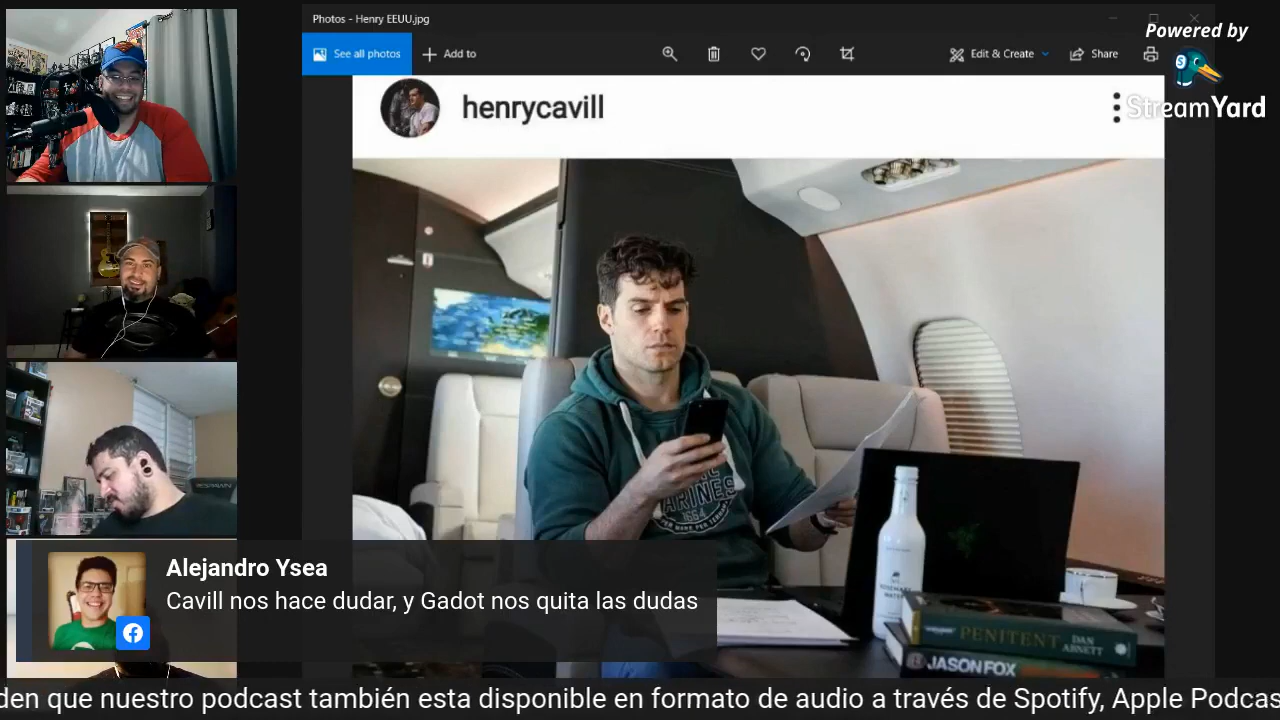 Photos - Henry EEUU.jpg
Powered by
See all photos
Add to
Edit & Create
Share
StreamYard
henrycavill
MARINES
1664
PENITENT
DAN
ABNETT
JASON FOX
Alejandro Ysea
Cavill nos hace dudar, y Gadot nos quita las dudas
den que nuestro podcast también esta disponible en formato de audio a través de Spotify, Apple Podcas